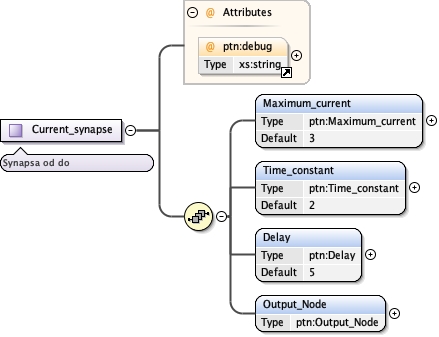 @ Attributes
@ ptn:debug
Type xs:string
Current_synapse
Synapsa od do
Maximum_current
Type ptn:Maximum_current
Default 3
Time_constant
Type ptn:Time_constant
Default 2
Delay
Type ptn:Delay
Default 5
Output_Node
Type ptn:Output_Node